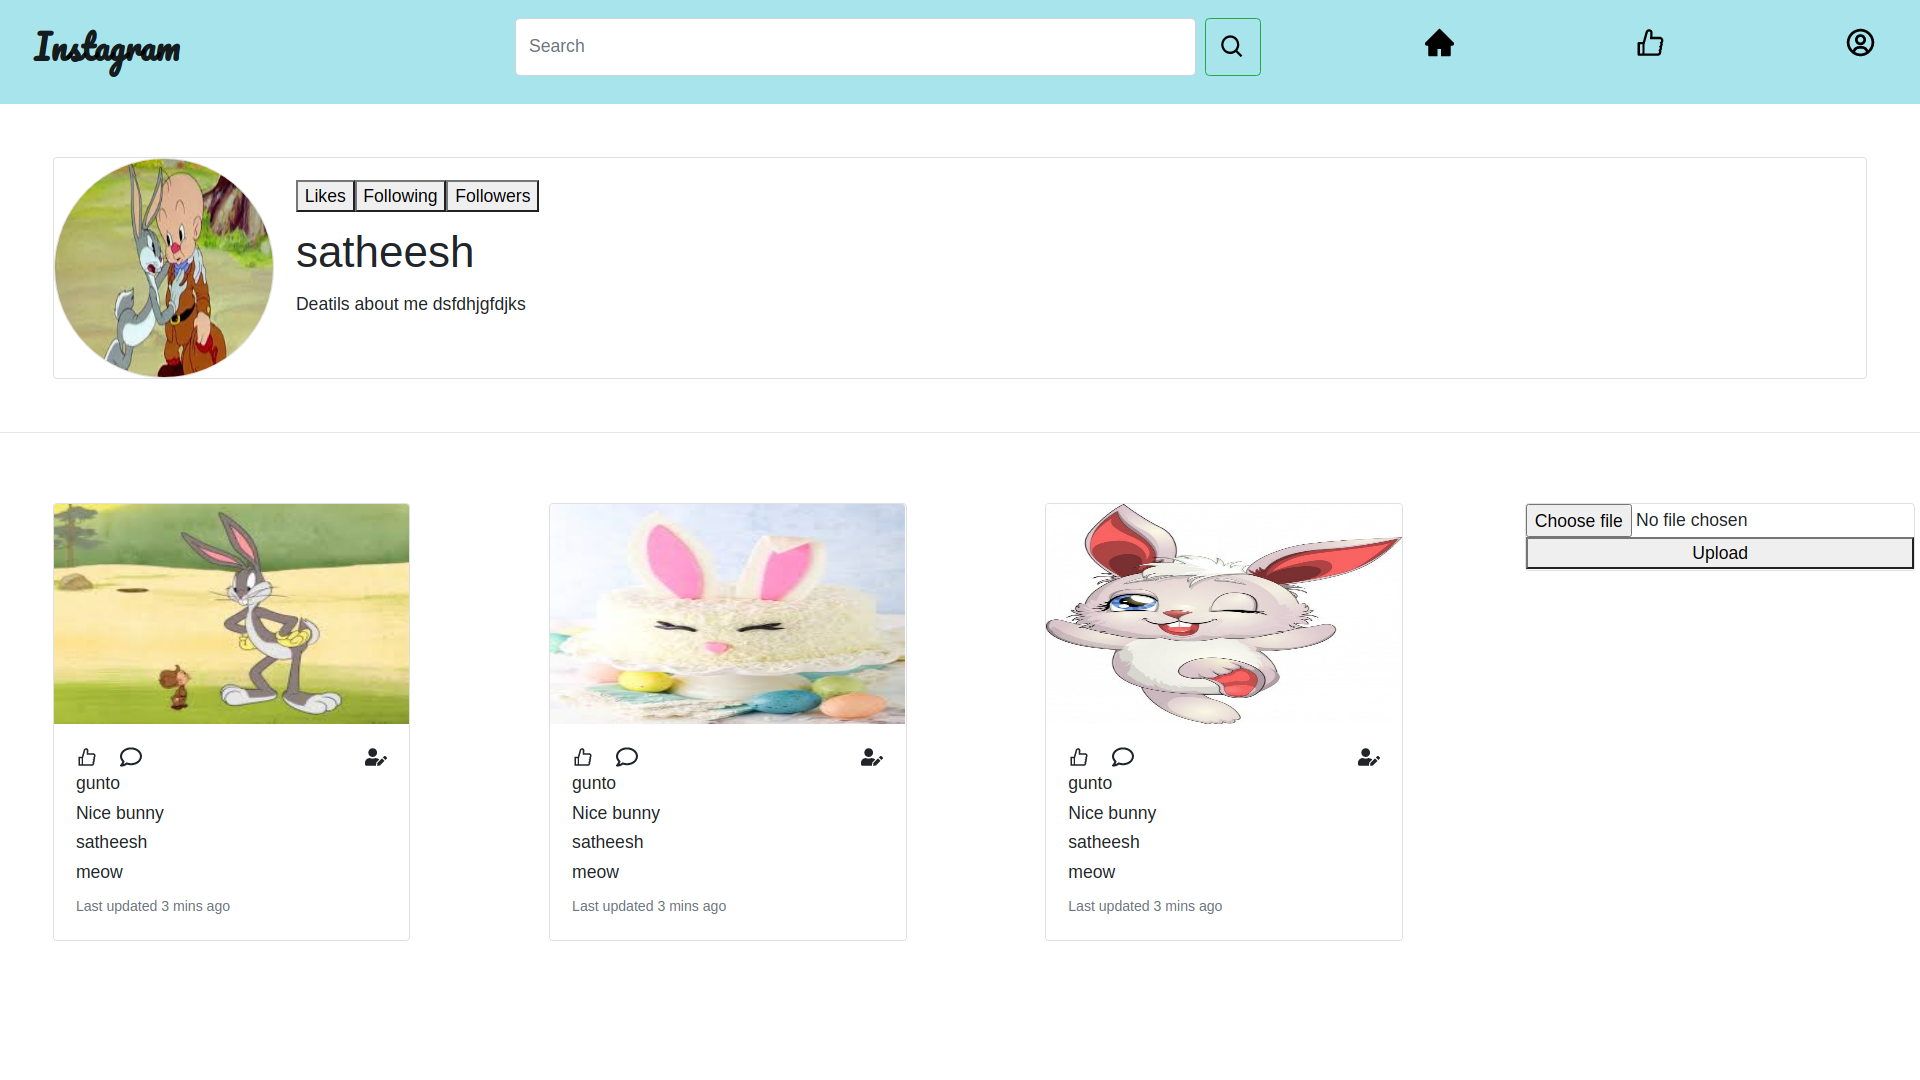 Instagram
Search
Likes Following Followers
satheesh
Deatils about me dsfdhjgfdjks
gunto
Nice bunny
satheesh
meow
Last updated 3 mins ago
gunto
Nice bunny
satheesh
meow
Last updated 3 mins ago
gunto
Nice bunny
satheesh
meow
Last updated 3 mins ago
Choose file No file chosen
Upload